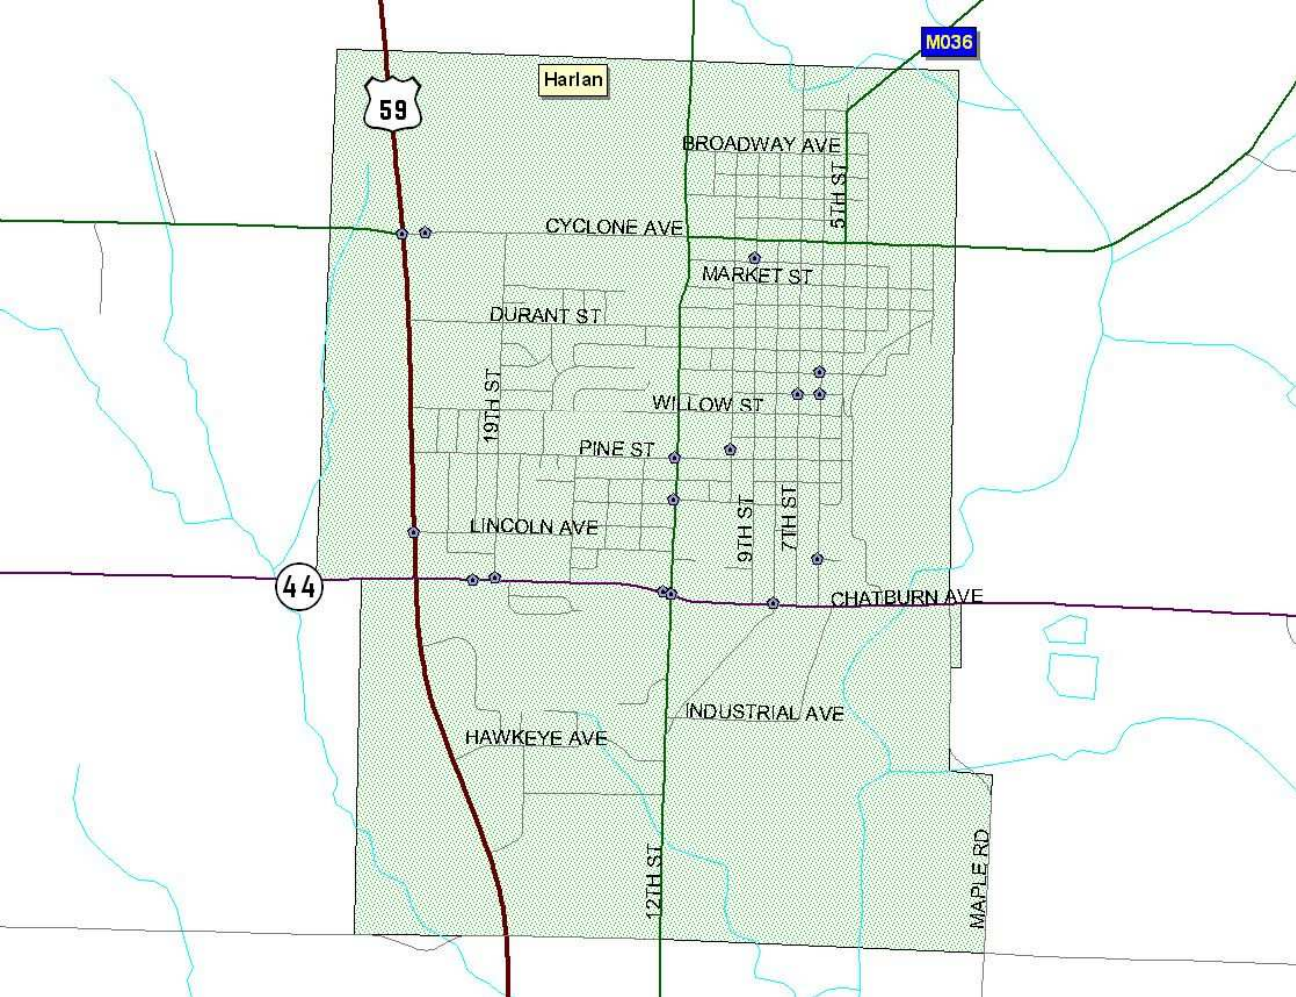 M036
Harlan
59
BROADWAY AVE
5TH ST
CYCLONE AVE
MARKET ST
DURANT ST
19TH ST
WILLOW ST
PINE ST
9TH ST
7TH ST
LINCOLN AVE
44
CHATBURN AVE
INDUSTRIAL AVE
HAWKEYE AVE
12TH ST
MAPLE RD